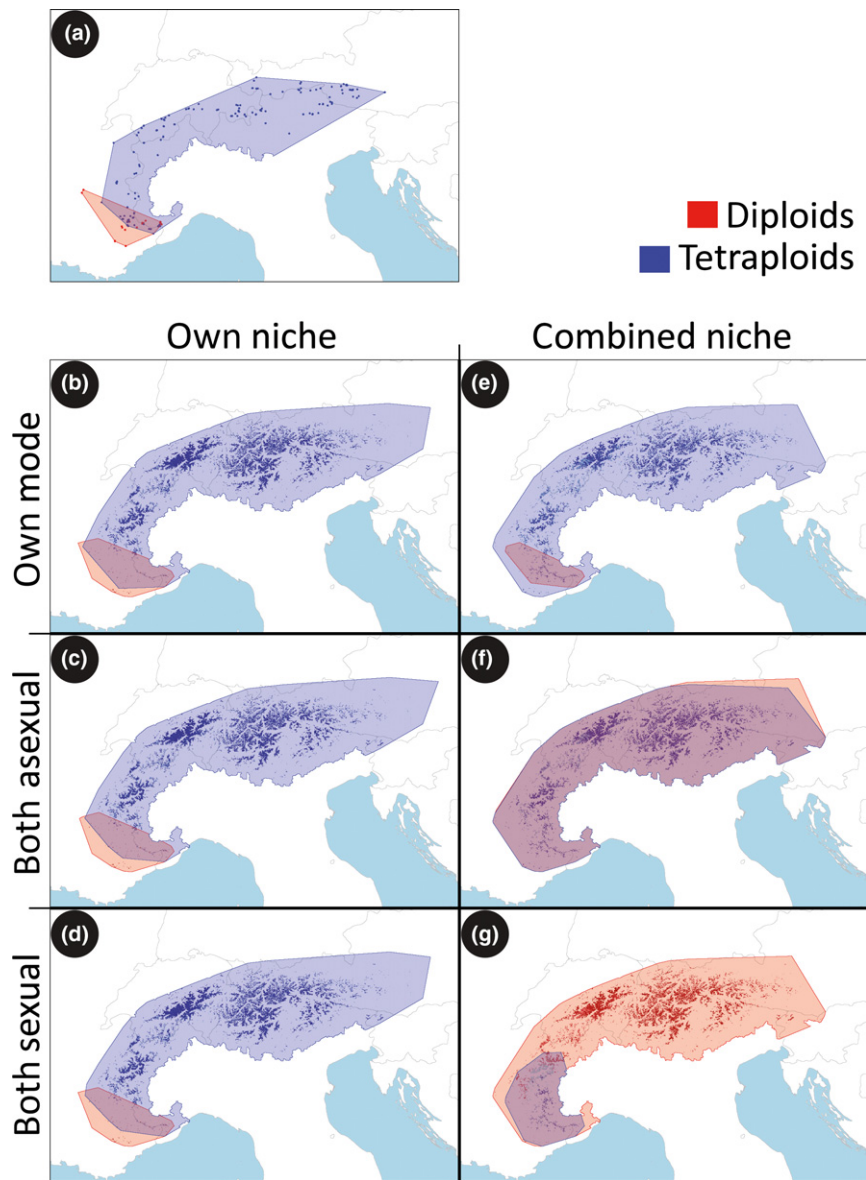 (a)
Diploids
Tetraploids
Own niche
Combined niche
Own mode
(b)
(e)
Both asexual
(c)
(f)
Both sexual
(d)
(g)